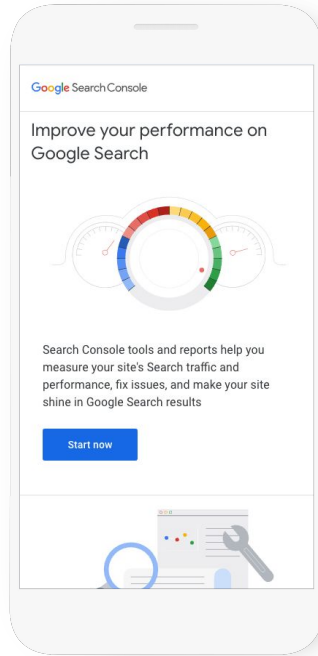 Google Search Console
Improve your performance on
Google Search
Search Console tools and reports help you
measure your site's Search traffic and
performance, fix issues, and make your site
shine in Google Search results
Start now